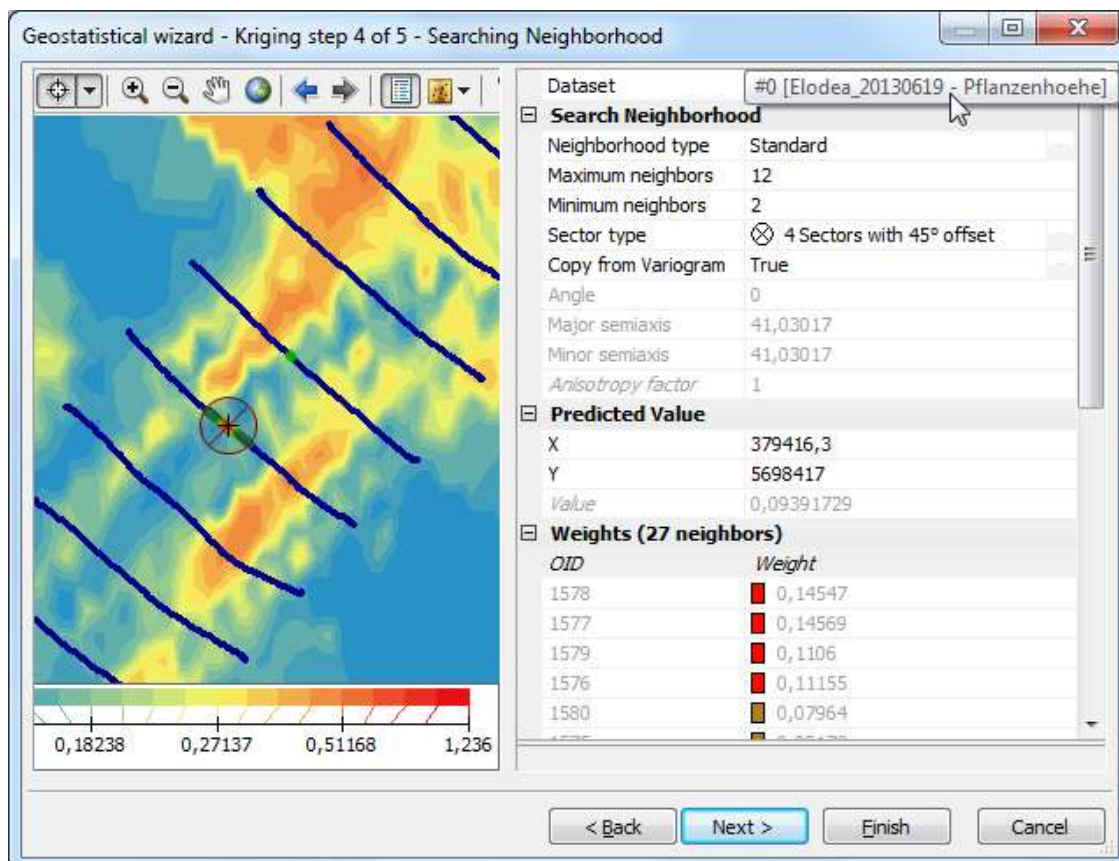 Geostatistical wizard - Kriging step 4 of 5 - Searching Neighborhood
Dataset #0 [Elodea_20130619 - Pflanzenhoehe]
Search Neighborhood
Neighborhood type Standard
Maximum neighbors 12
Minimum neighbors 2
Sector type 4 Sectors with 45° offset
Copy from Variogram True
Angle 0
Major semiaxis 41,03017
Minor semiaxis 41,03017
Anisotropy factor 1
Predicted Value
X 379416,3
Y 5698417
Value 0,09391729
Weights (27 neighbors)
OID Weight
1578 0,14547
1577 0,14569
1579 0,1106
1576 0,11155
1580 0,07964
0,18238 0,27137 0,51168 1,236
< Back Next > Finish Cancel